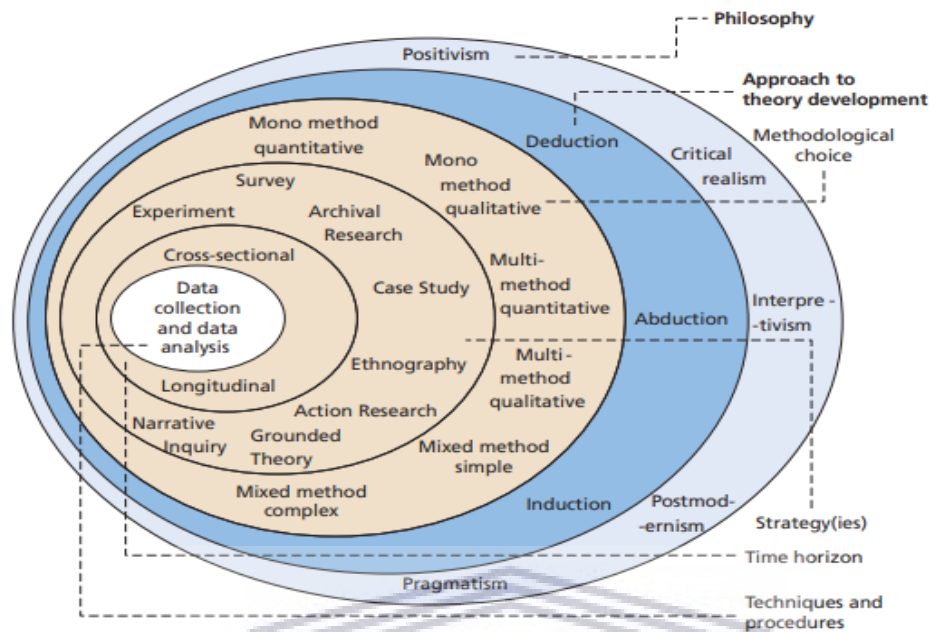 Philosophy
Positivism
Approach to
theory development
Mono method
quantitative
Deduction
Methodological
choice
Critical
realism
Mono
method
qualitative
Survey
Experiment
Archival
Research
Cross-sectional
Multi-
method
quantitative
Data
collection
and data
analysis
Case Study
Interpre -
-tivism
Abduction
Ethnography
Multi-
method
qualitative
Longitudinal
Action Research
Narrative
Inquiry
Grounded
Theory
Mixed method
simple
Mixed method
complex
Induction
Postmod-
-ernism
Strategy(ies)
Time horizon
Pragmatism
Techniques and
procedures